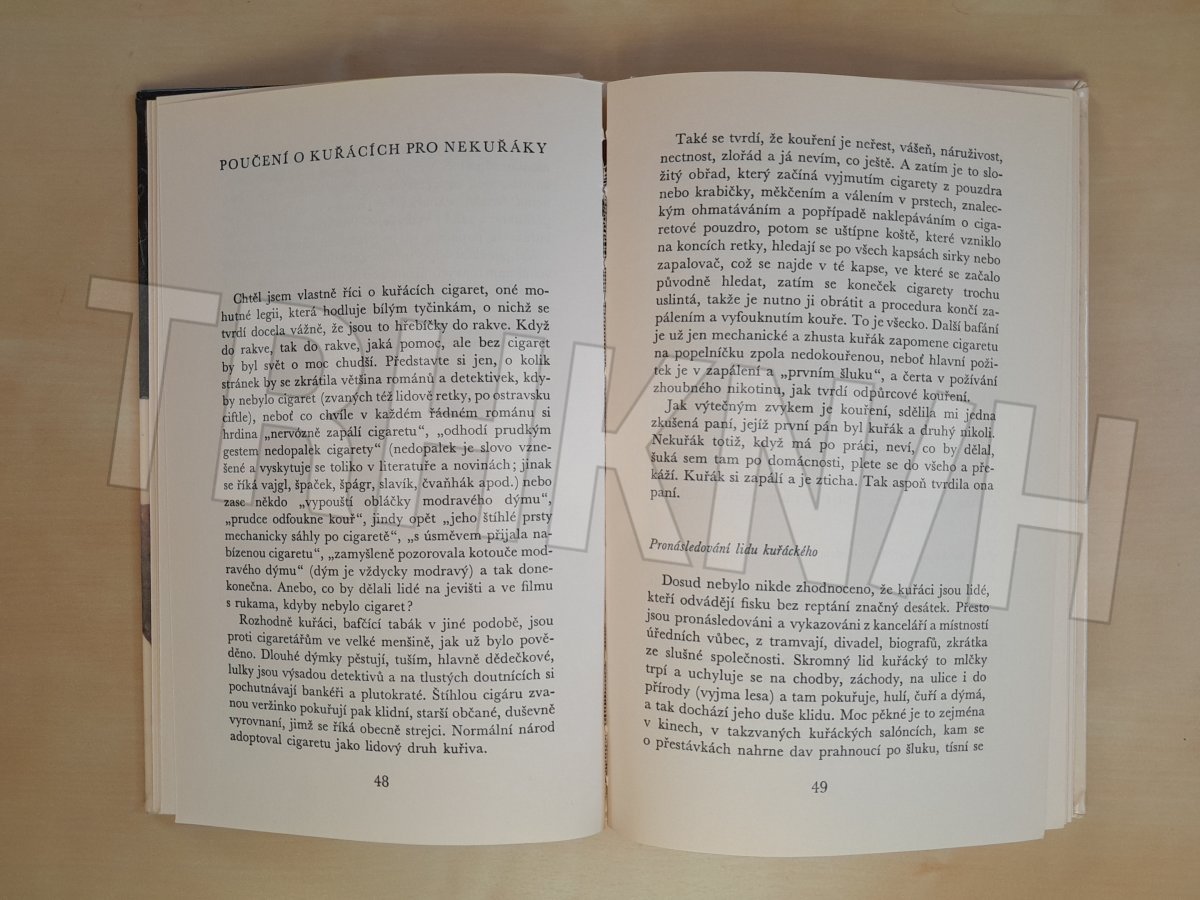 POUČENÍ O KUŘÁCÍCH PRO NEKUŘÁKY
Chtěl jsem vlastně říci o kuřácích cigaret, oné mo-
hutné legii, která hodluje bílým tyčinkám, o nichž se
tvrdí docela vážně, že jsou to hřebíčky do rakve. Když
do rakve, tak do rakve, jaká pomoc, ale bez cigaret
by byl svět o moc chudší. Představte si jen, o kolik
stránek by se zkrátila většina románů a detektivek, kdy-
by nebylo cigaret (zvaných též lidově retky, po ostravsku
ciftle), neboť co chvíle v každém řádném románu si
hrdina „nervózně zapálí cigaretu“, „odhodí prudkým
gestem nedopalek cigarety“ (nedopalek je slovo vzne-
šené a vyskytuje se toliko v literatuře a novinách; jinak
se říká vajgl, špaček, špágr, slavík, čvaňhák apod.) nebo
zase někdo „vypouští obláčky modravého dýmu“,
„prudce odfoukne kouř“, jindy opět „jeho štíhlé prsty
mechanicky sáhly po cigaretě“, „s úsměvem přijala na-
bízenou cigaretu“, „zamyšleně pozorovala kotouče mod-
ravého dýmu“ (dým je vždycky modravý) a tak done-
konečna. Anebo, co by dělali lidé na jevišti a ve filmu
s rukama, kdyby nebylo cigaret?
Rozhodně kuřáci, bafčící tabák v jiné podobě, jsou
proti cigaretářům ve velké menšině, jak už bylo pově-
děno. Dlouhé dýmky pěstují, tuším, hlavně dědečkové,
lulky jsou výsadou detektivů a na tlustých doutnících si
pochutnávají bankéři a plutokraté. Štíhlou cigáru zva-
nou veržinko pokuřují pak klidní, starší občané, duševně
vyrovnaní, jimž se říká obecně strejci. Normální národ
adoptoval cigaretu jako lidový druh kuřiva.
48
Také se tvrdí, že kouření je neřest, vášeň, náruživost,
nectnost, zlořád a já nevím, co ještě. A zatím je to slo-
žitý obřad, který začíná vyjmutím cigarety z pouzdra
nebo krabičky, měkčením a válením v prstech, znalec-
kým ohmatáváním a popřípadě naklepáváním o ciga-
retové pouzdro, potom se uštípne koště, které vzniklo
na koncích retky, hledají se po všech kapsách sirky nebo
zapalovač, což se najde v té kapse, ve které se začalo
původně hledat, zatím se koneček cigarety trochu
uslintá, takže je nutno ji obrátit a procedura končí za-
pálením a vyfouknutím kouře. To je všecko. Další bafání
je už jen mechanické a zhusta kuřák zapomene cigaretu
na popelníčku zpola nedokouřenou, neboť hlavní poži-
tek je v zapálení a „prvním šluku“, a čerta v požívání
zhoubného nikotinu, jak tvrdí odpůrcové kouření.
Jak výtečným zvykem je kouření, sdělila mi jedna
zkušená paní, jejíž první pán byl kuřák a druhý nikoli.
Nekuřák totiž, když má po práci, neví, co by dělal,
šuká sem tam po domácnosti, plete se do všeho a pře-
káží. Kuřák si zapálí a je zticha. Tak aspoň tvrdila ona
paní.
Pronásledování lidu kuřáckého
Dosud nebylo nikde zhodnoceno, že kuřáci jsou lidé,
kteří odvádějí fisku bez reptání značný desátek. Přesto
jsou pronásledováni a vykazováni z kanceláří a místností
úředních vůbec, z tramvají, divadel, biografů, zkrátka
ze slušné společnosti. Skromný lid kuřácký to mlčky
trpí a uchyluje se na chodby, záchody, na ulice i do
přírody (vyjma lesa) a tam pokuřuje, hulí, čuří a dýmá,
a tak dochází jeho duše klidu. Moc pěkné je to zejména
v kinech, v takzvaných kuřáckých salóncích, kam se
o přestávkách nahrne dav prahnoucí po šluku, tísní se
49
TRHKNIH